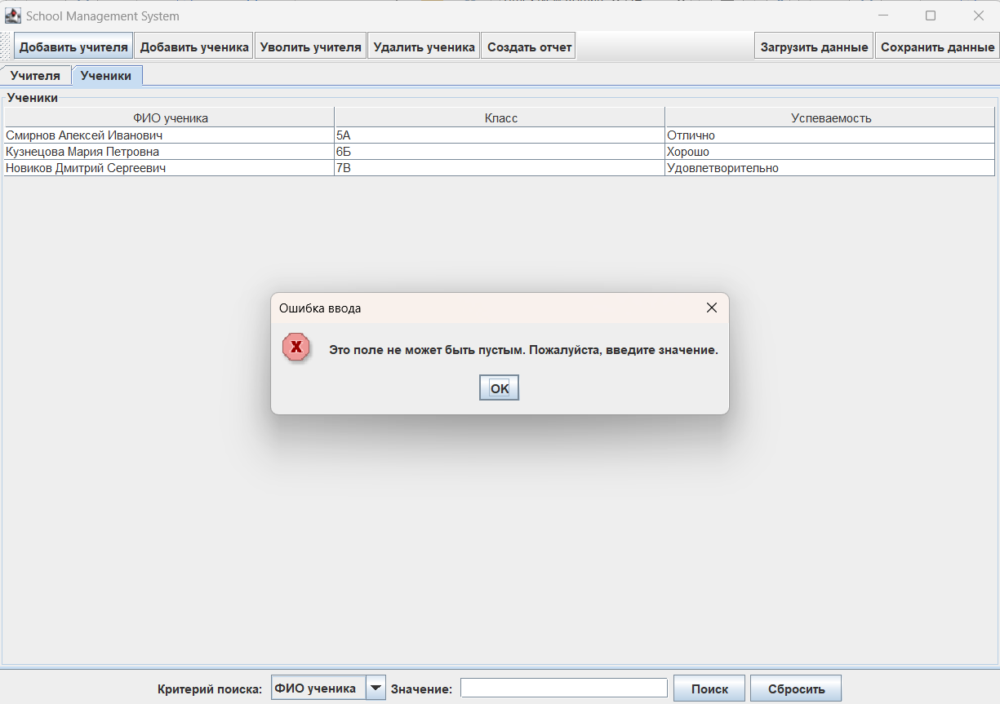 School Management System
Добавить учителя Добавить ученика Уволить учителя Удалить ученика Создать отчет Загрузить данные Сохранить данные
Учителя Ученики
Ученики
ФИО ученика Класс Успеваемость
Смирнов Алексей Иванович 5А Отлично
Кузнецова Мария Петровна 6Б Хорошо
Новиков Дмитрий Сергеевич 7В Удовлетворительно
Ошибка ввода
Это поле не может быть пустым. Пожалуйста, введите значение.
OK
Критерий поиска: ФИО ученика Значение: Поиск Сбросить